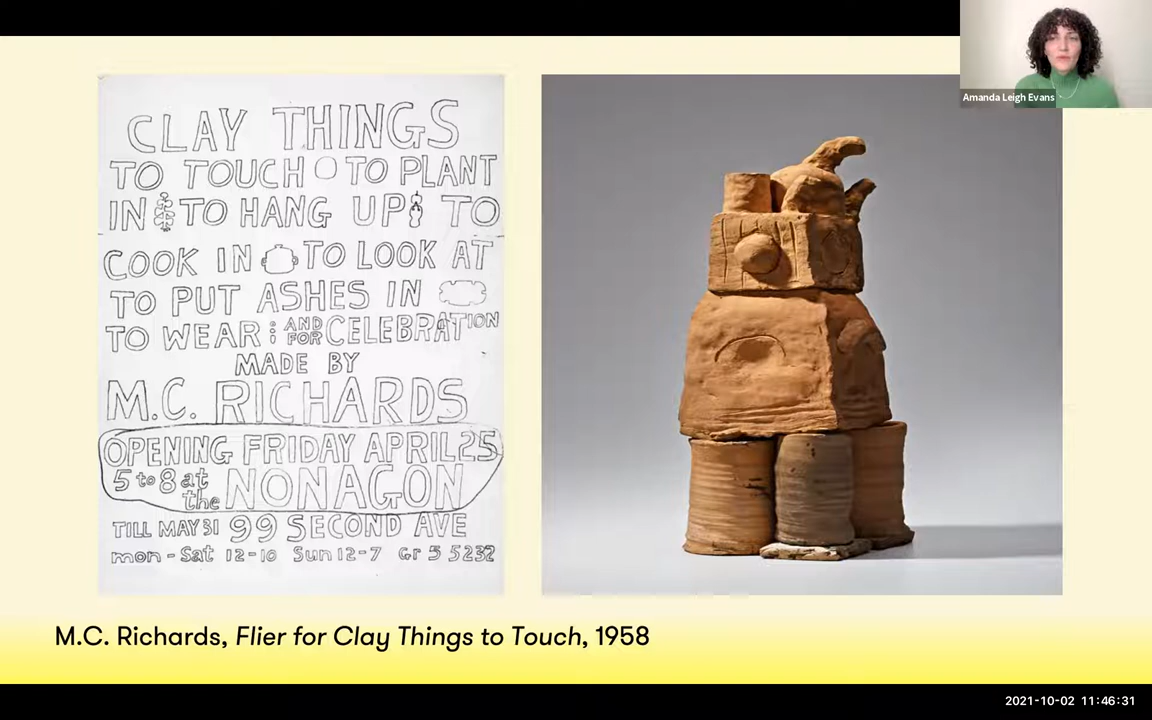 Amanda Leigh Evans
CLAY THINGS
TO TOUCH TO PLANT
IN TO HANG UP TO
COOK IN TO LOOK AT
TO PUT ASHES IN
TO WEAR : AND FOR CELEBRATION
MADE BY
M.C. RICHARDS
OPENING FRIDAY APRIL 25
5 to 8 at the NONAGON
TILL MAY 31 99 SECOND AVE
mon - Sat 12-10 Sun 12-7 Gr 5 5232
M.C. Richards, Flier for Clay Things to Touch, 1958
2021-10-02 11:46:31